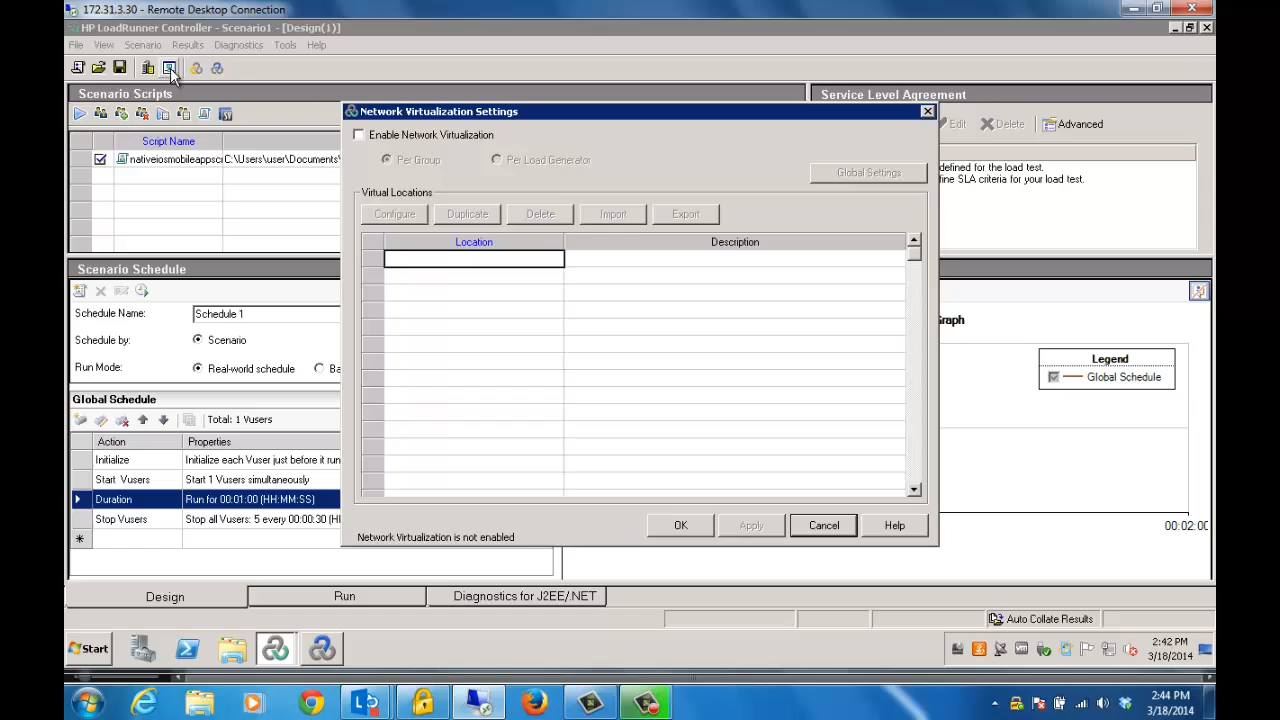 172.31.3.30 - Remote Desktop Connection
HP LoadRunner Controller - Scenario1 - [Design(1)]
File View Scenario Results Diagnostics Tools Help
Scenario Scripts
Script Name
nativeiosmobileappsc C:\Users\user\Documents\
Service Level Agreement
Edit Delete Advanced
defined for the load test.
fine SLA criteria for your load test.
Network Virtualization Settings
Enable Network Virtualization
Per Group Per Load Generator
Global Settings
Virtual Locations
Configure Duplicate Delete Import Export
Location Description
OK Apply Cancel Help
Network Virtualization is not enabled
Scenario Schedule
Schedule Name: Schedule 1
Schedule by: Scenario
Run Mode: Real-world schedule Ba
Global Schedule
Total: 1 Vusers
Action Properties
Initialize Initialize each Vuser just before it run
Start Vusers Start 1 Vusers simultaneously
Duration Run for 00:01:00 (HH:MM:SS)
Stop Vusers Stop all Vusers: 5 every 00:00:30 (H
Graph
Legend
Global Schedule
00:02:00
Design Run Diagnostics for J2EE/.NET
Auto Collate Results
Start
2:42 PM
3/18/2014
2:44 PM
3/18/2014